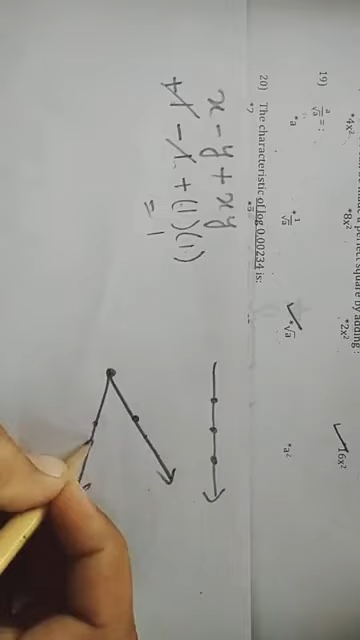 19) a/√a = :
*4x² *8x² *2x² 16x²
*a *1/√a *√a *a²
20) The characteristic of log 0.00234 is:
x - y + xy
1 - 1 + (1)(1)
= 1